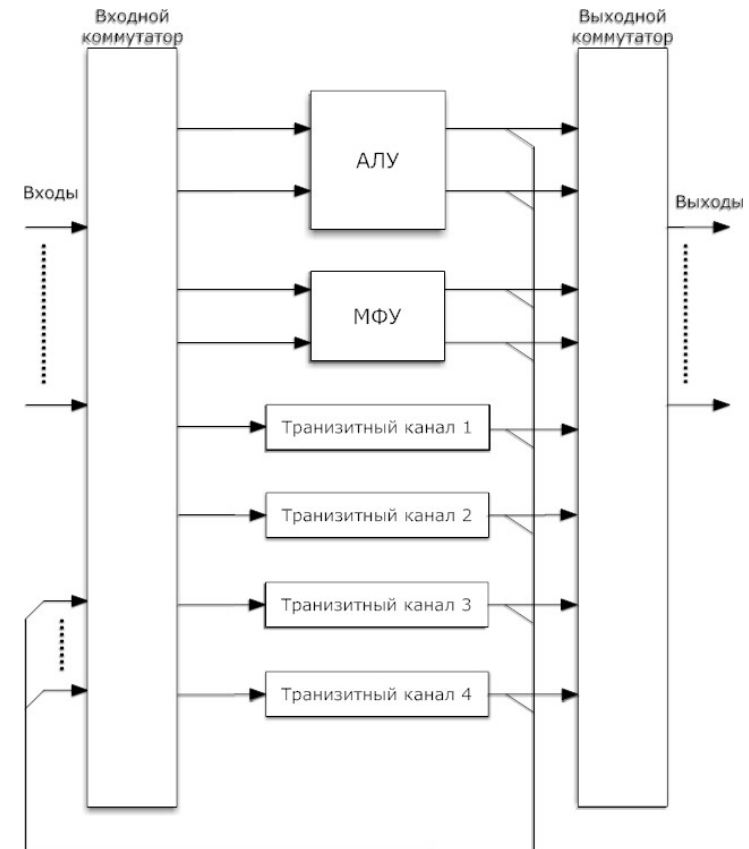 Входной
коммутатор
Выходной
коммутатор
АЛУ
Входы
Выходы
МФУ
Транизитный канал 1
Транизитный канал 2
Транизитный канал 3
Транизитный канал 4